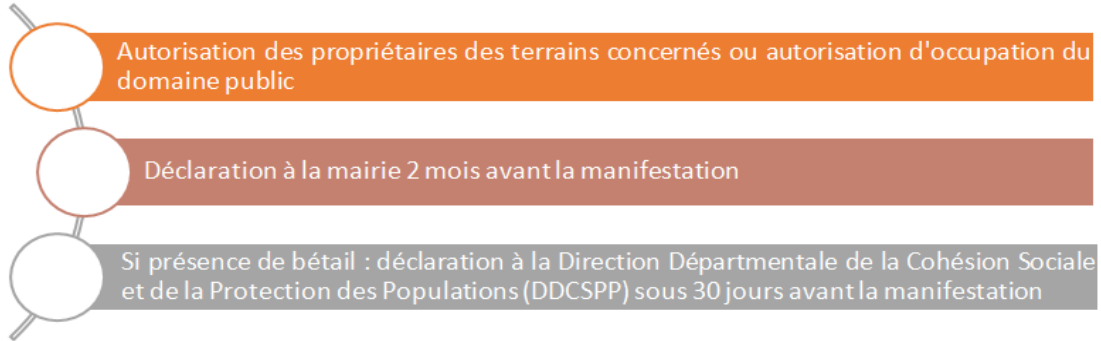 Autorisation des propriétaires des terrains concernés ou autorisation d'occupation du
domaine public
Déclaration à la mairie 2 mois avant la manifestation
Si présence de bétail : déclaration à la Direction Départmentale de la Cohésion Sociale
et de la Protection des Populations (DDCSPP) sous 30 jours avant la manifestation